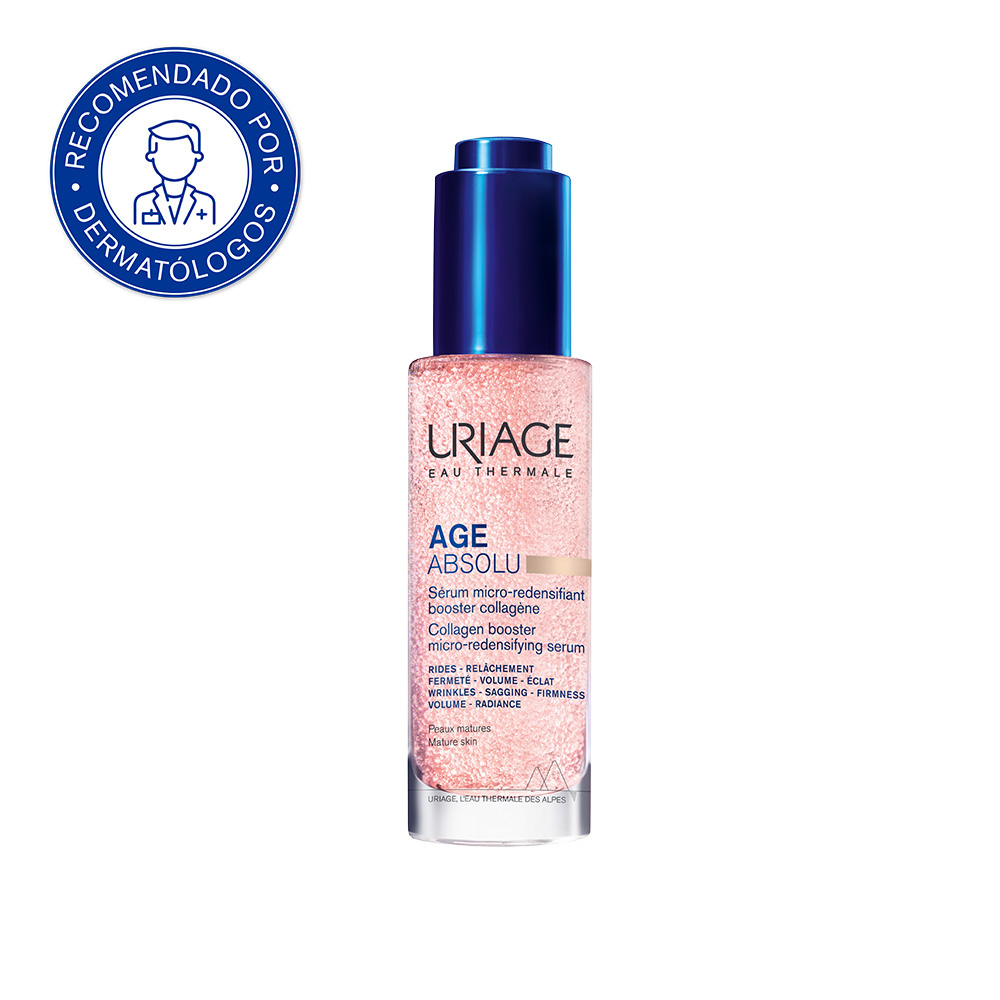 RECOMENDADO POR
DERMATÓLOGOS
URIAGE
EAU THERMALE
AGE
ABSOLU
Sérum micro-redensifiant
booster collagène
Collagen booster
micro-redensifying serum
RIDES - RELÂCHEMENT
FERMETÉ - VOLUME - ÉCLAT
WRINKLES - SAGGING - FIRMNESS
VOLUME - RADIANCE
Peaux matures
Mature skin
URIAGE, L'EAU THERMALE DES ALPES